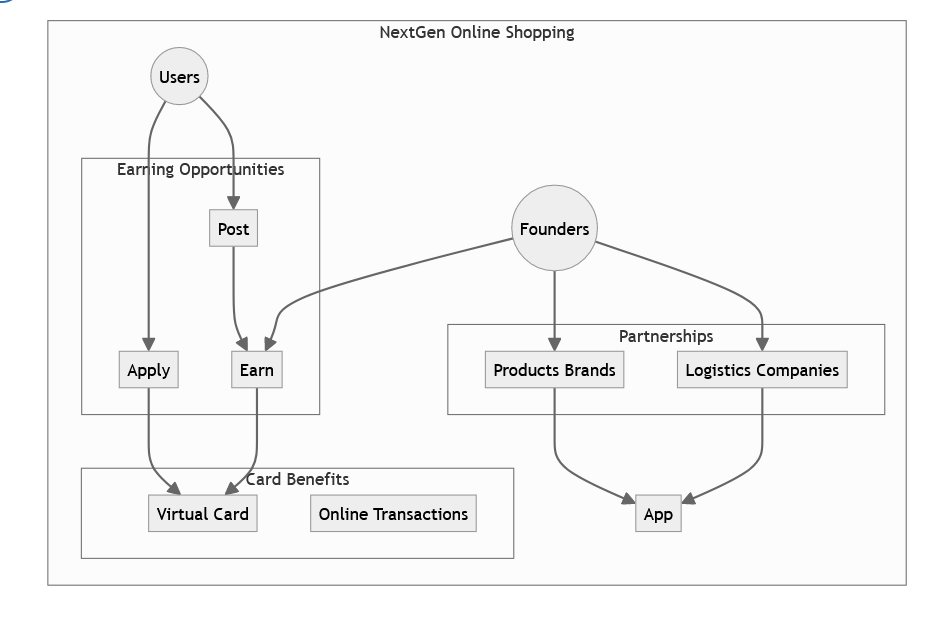 NextGen Online Shopping
Users
Earning Opportunities
Post
Founders
Partnerships
Apply
Earn
Products Brands
Logistics Companies
Card Benefits
Virtual Card
Online Transactions
App